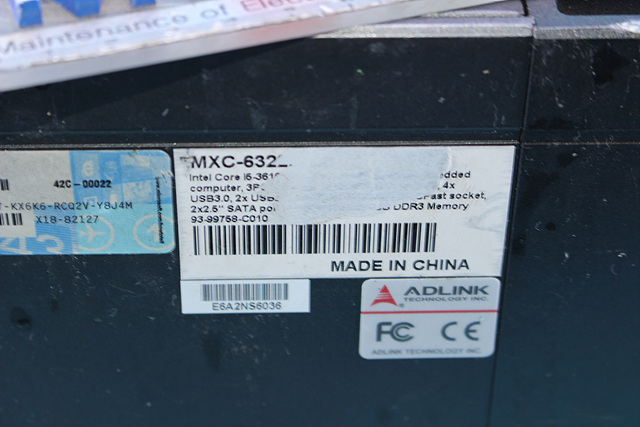 Maintenance of
42C-00022
-KX6K6-RCQ2V-Y8J4M
X18-82127
MXC-632
Intel Core i5-361
computer, 3P
4x
USB3.0, 2x USB
Fast socket,
2x2.5" SATA
DDR3 Memory
93-99758-C010
MADE IN CHINA
E6A2NS6036
ADLINK
TECHNOLOGY INC.
FC CE
ADLINK TECHNOLOGY INC.